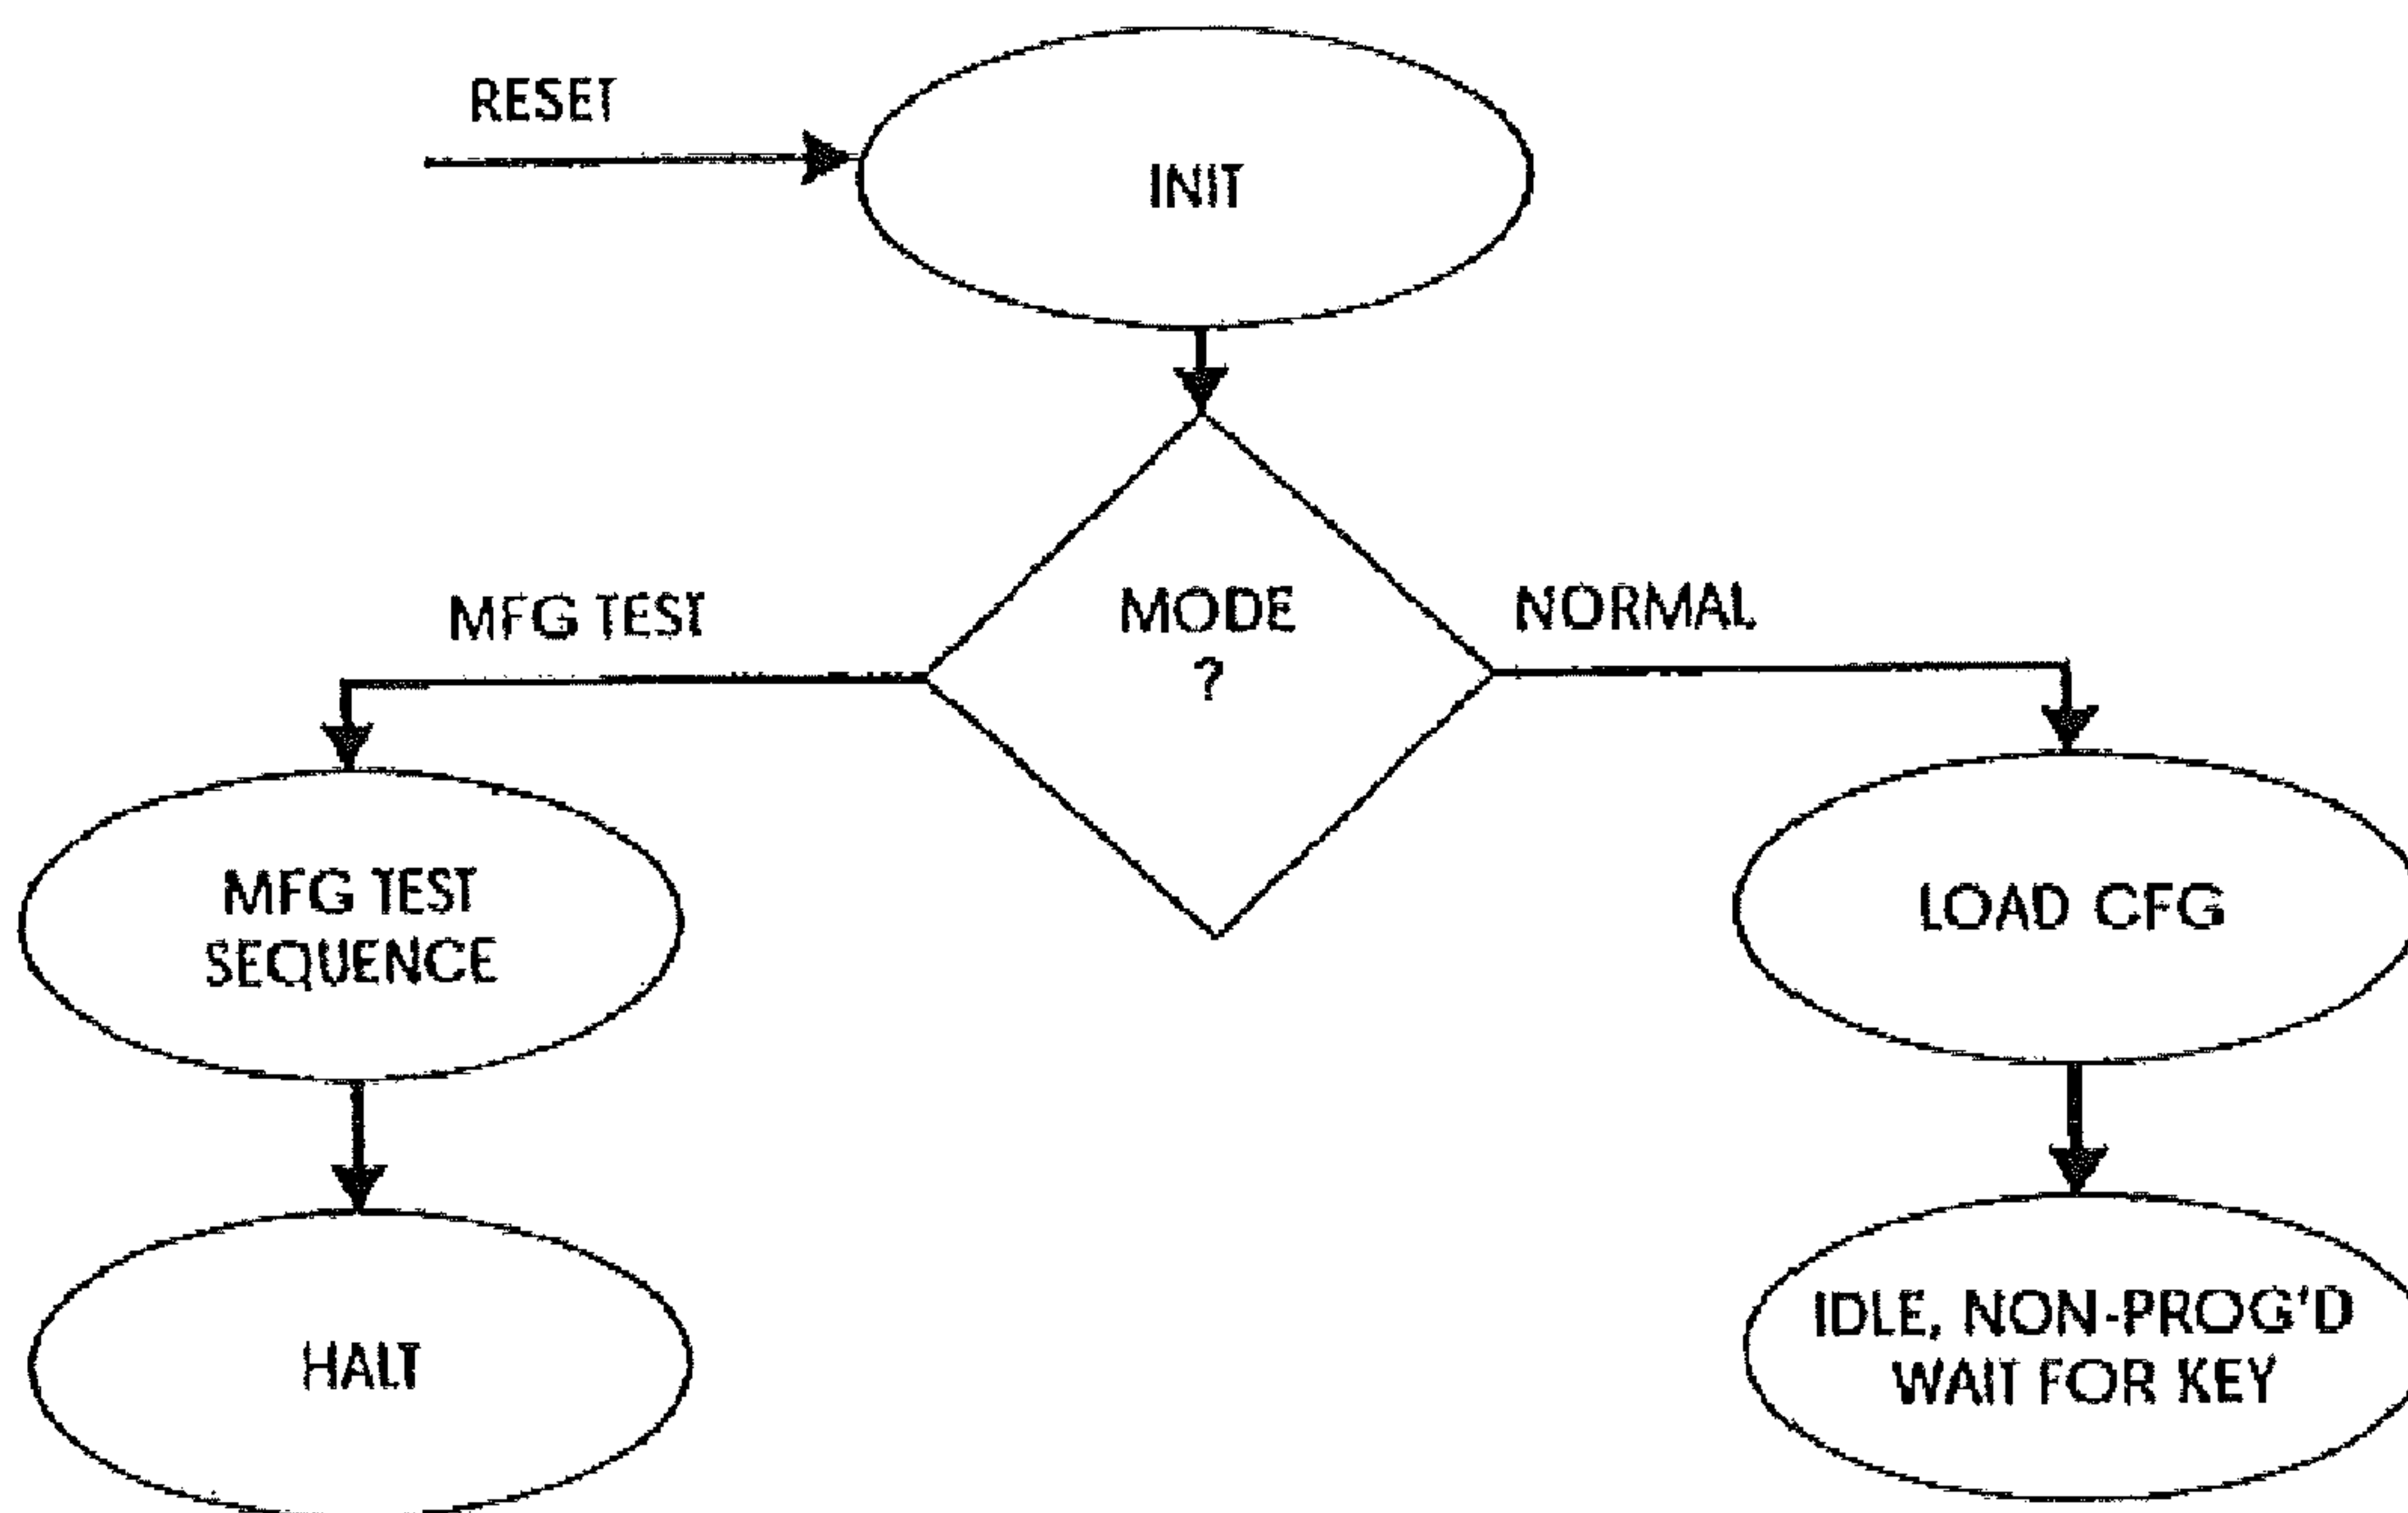 RESET
INIT
MODE
?
MFG TEST
NORMAL
MFG TEST
SEQUENCE
LOAD CFG
HALT
IDLE, NON-PROG'D
WAIT FOR KEY